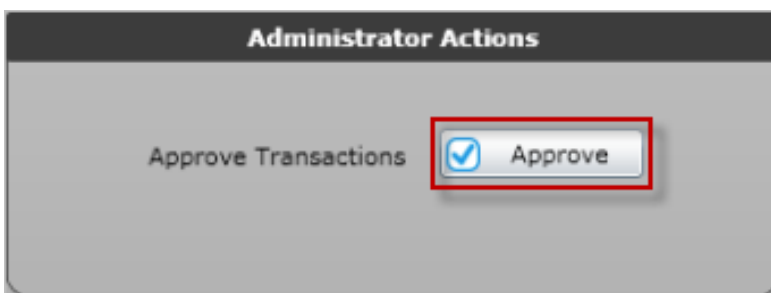 Administrator Actions
Approve Transactions
Approve